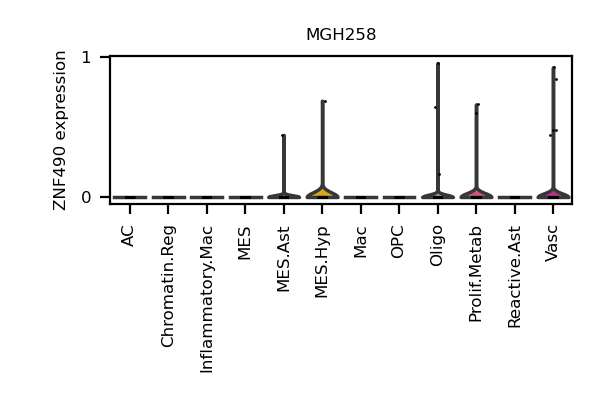 MGH258
ZNF490 expression
1
0
AC
Chromatin.Reg
Inflammatory.Mac
MES
MES.Ast
MES.Hyp
Mac
OPC
Oligo
Prolif.Metab
Reactive.Ast
Vasc